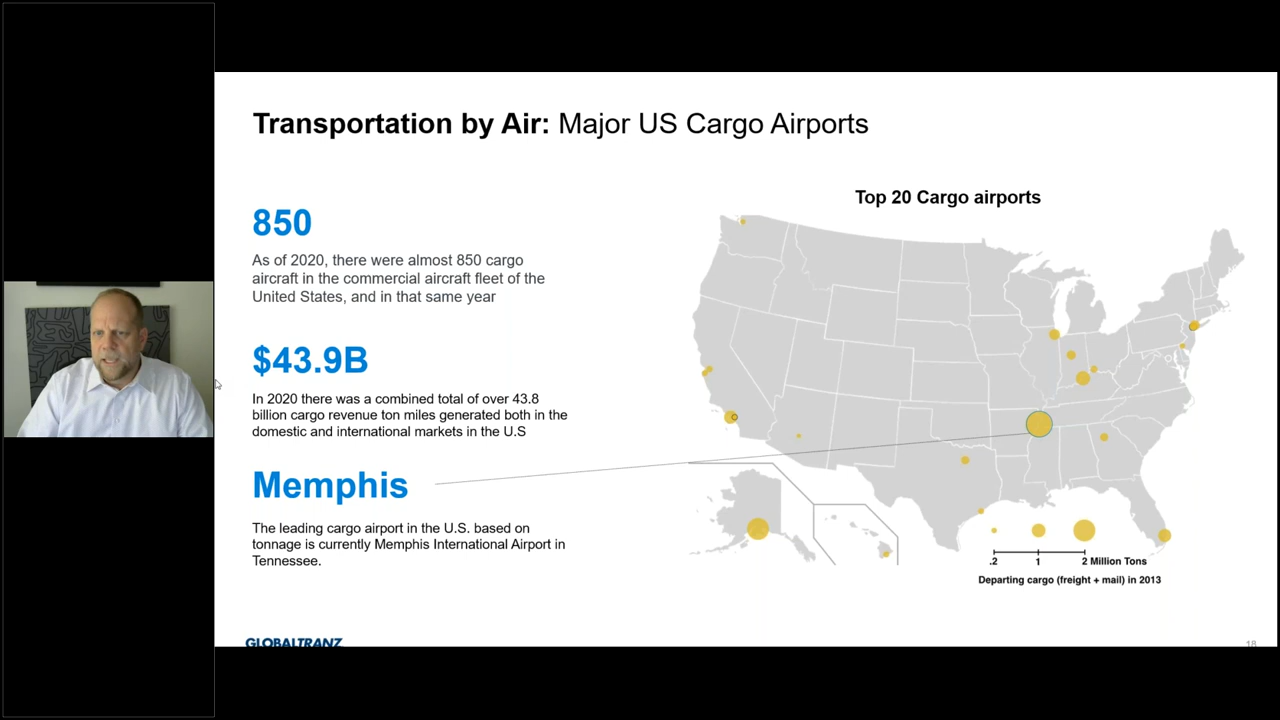 Transportation by Air: Major US Cargo Airports
850
As of 2020, there were almost 850 cargo
aircraft in the commercial aircraft fleet of the
United States, and in that same year
$43.9B
In 2020 there was a combined total of over 43.8
billion cargo revenue ton miles generated both in the
domestic and international markets in the U.S
Memphis
The leading cargo airport in the U.S. based on
tonnage is currently Memphis International Airport in
Tennessee.
Top 20 Cargo airports
.2 1 2 Million Tons
Departing cargo (freight + mail) in 2013
GLOBALTRANZ
18